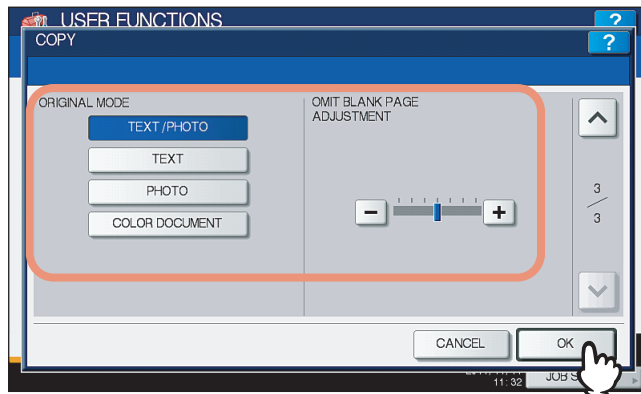 USER FUNCTIONS
?
COPY
?
ORIGINAL MODE
TEXT/PHOTO
TEXT
PHOTO
COLOR DOCUMENT
OMIT BLANK PAGE
ADJUSTMENT
−
+
3
3
CANCEL
OK
11:32
JOB